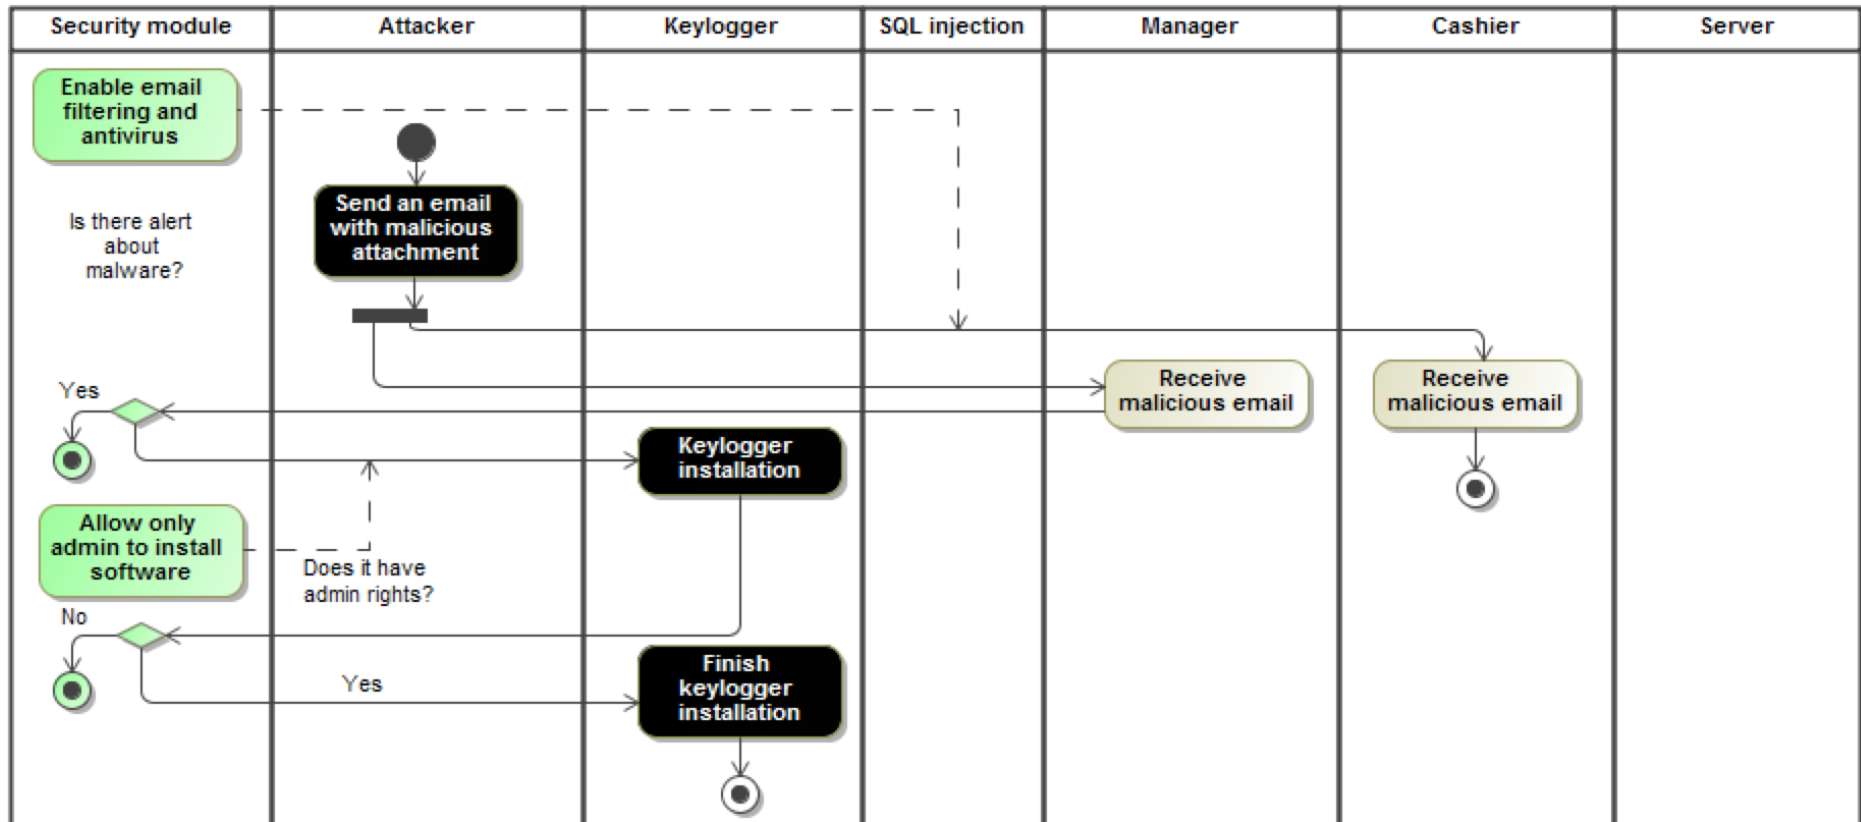 Security module
Attacker
Keylogger
SQL injection
Manager
Cashier
Server
Enable email
filtering and
antivirus
Send an email
with malicious
attachment
Is there alert
about
malware?
Receive
malicious email
Receive
malicious email
Yes
Keylogger
installation
Allow only
admin to install
software
Does it have
admin rights?
No
Yes
Finish
keylogger
installation